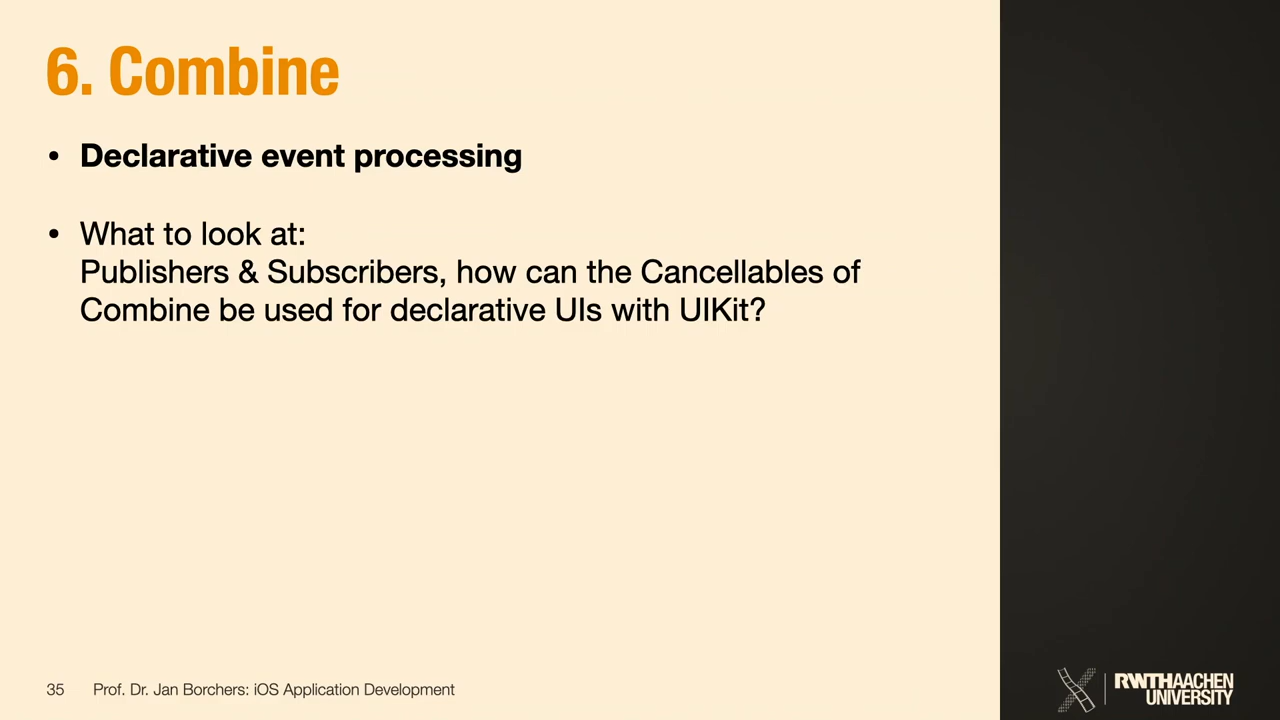 6. Combine
• Declarative event processing
• What to look at:
Publishers & Subscribers, how can the Cancellables of
Combine be used for declarative UIs with UIKit?
35 Prof. Dr. Jan Borchers: iOS Application Development
RWTHAACHEN
UNIVERSITY